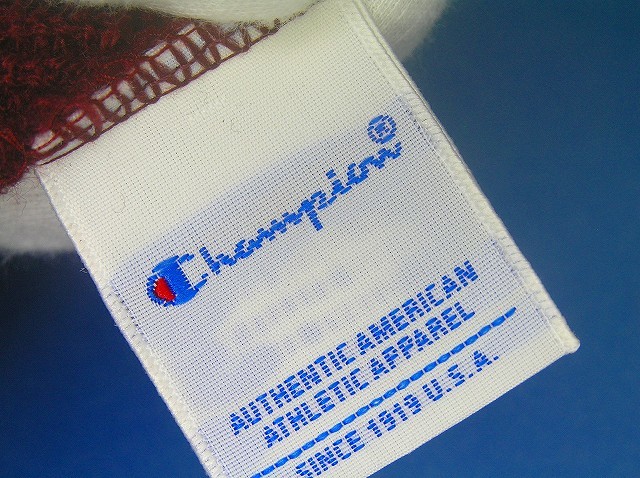 Champion®
AUTHENTIC AMERICAN
ATHLETIC APPAREL
SINCE 1919 U.S.A.